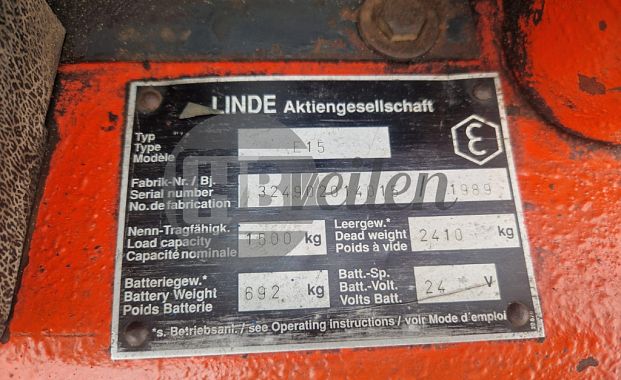 LINDE Aktiengesellschaft
Typ
Type
Modèle
E15
Fabrik-Nr. / Bj.
Serial number
No. de fabrication
1989
Nenn-Tragfähigk.
Load capacity
Capacité nominale
1500 kg
Leergew.*
Dead weight
Poids à vide
2410 kg
Batteriegew.*
Battery Weight
Poids Batterie
692 kg
Batt.-Sp.
Batt.-Volt.
Volts Batt.
24 V
*s. Betriebsanl. / see Operating instructions / voir Mode d'emploi